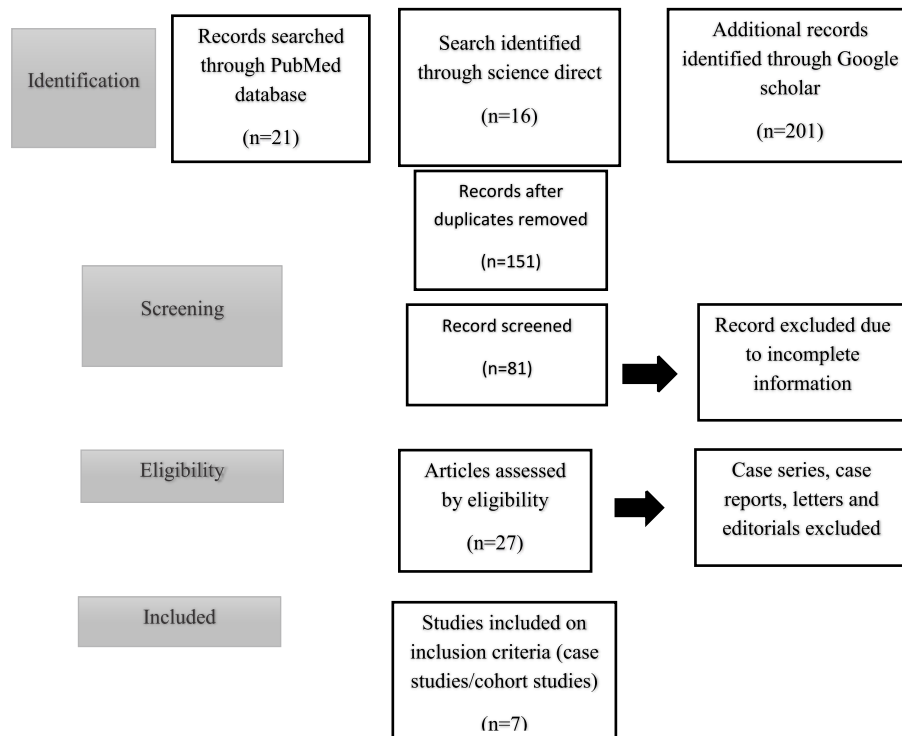 Identification
Records searched
through PubMed
database
(n=21)
Search identified
through science direct
(n=16)
Additional records
identified through Google
scholar
(n=201)
Records after
duplicates removed
(n=151)
Screening
Record screened
(n=81)
Record excluded due
to incomplete
information
Eligibility
Articles assessed
by eligibility
(n=27)
Case series, case
reports, letters and
editorials excluded
Included
Studies included on
inclusion criteria (case
studies/cohort studies)
(n=7)